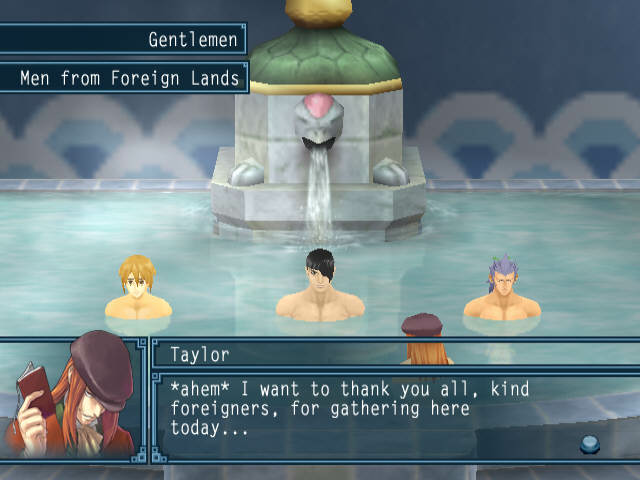 Gentlemen
Men from Foreign Lands
Taylor
*ahem* I want to thank you all, kind
foreigners, for gathering here
today...